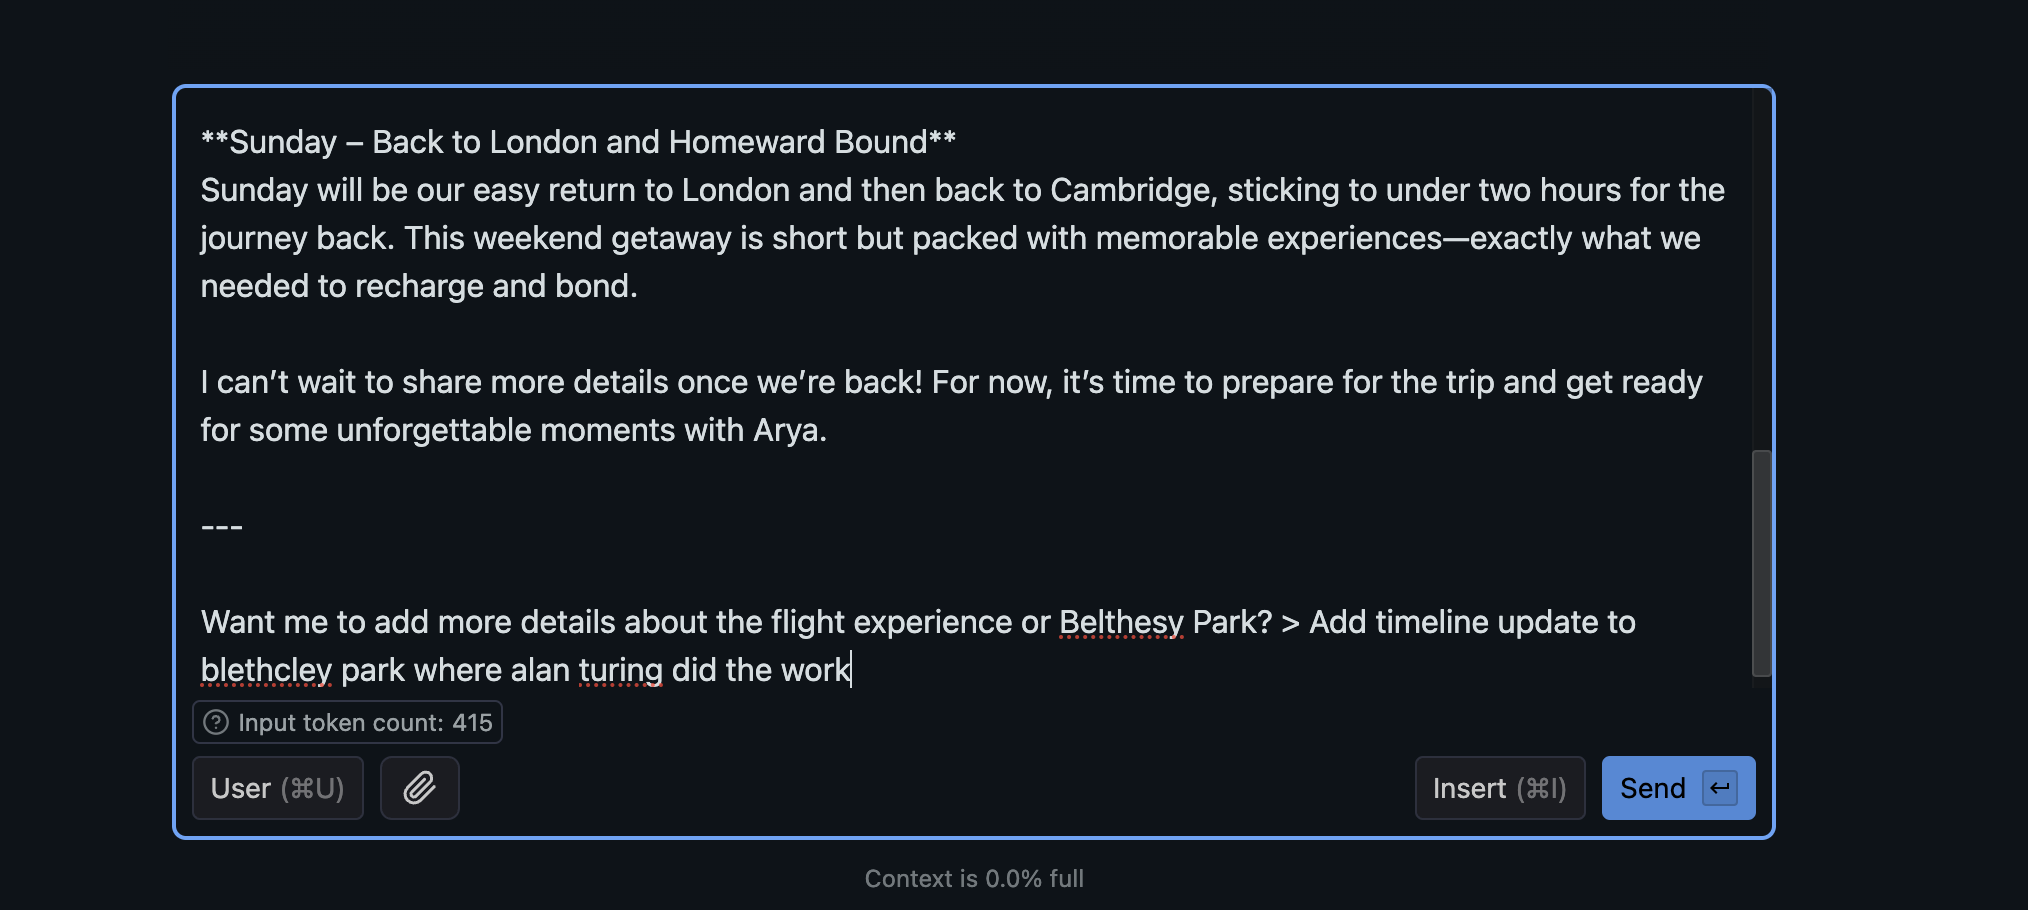 **Sunday – Back to London and Homeward Bound**
Sunday will be our easy return to London and then back to Cambridge, sticking to under two hours for the
journey back. This weekend getaway is short but packed with memorable experiences—exactly what we
needed to recharge and bond.
I can’t wait to share more details once we’re back! For now, it’s time to prepare for the trip and get ready
for some unforgettable moments with Arya.
---
Want me to add more details about the flight experience or Belthesy Park? > Add timeline update to
blethcley park where alan turing did the work
Input token count: 415
User (⌘U)
Insert (⌘I)
Send ↵
Context is 0.0% full